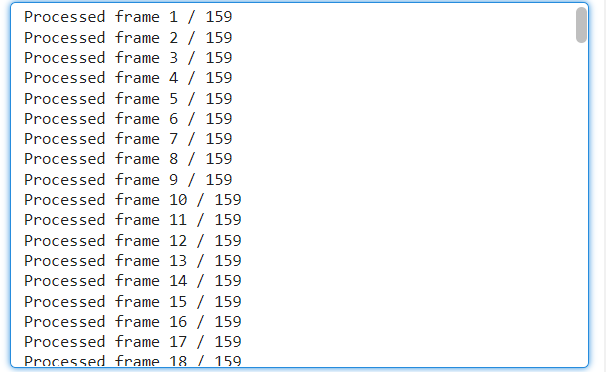 Processed frame 1 / 159
Processed frame 2 / 159
Processed frame 3 / 159
Processed frame 4 / 159
Processed frame 5 / 159
Processed frame 6 / 159
Processed frame 7 / 159
Processed frame 8 / 159
Processed frame 9 / 159
Processed frame 10 / 159
Processed frame 11 / 159
Processed frame 12 / 159
Processed frame 13 / 159
Processed frame 14 / 159
Processed frame 15 / 159
Processed frame 16 / 159
Processed frame 17 / 159
Processed frame 18 / 159